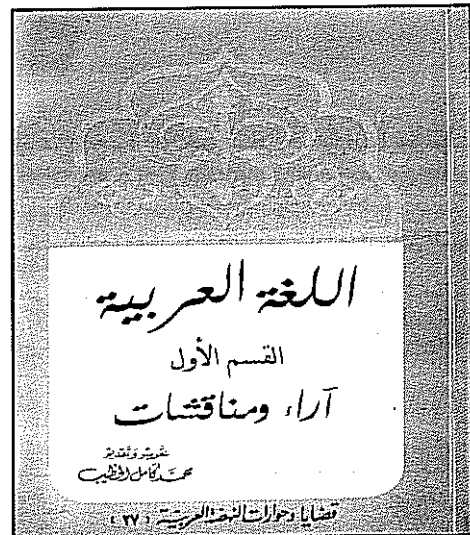 اللغة العربية
القسم الأول
آراء ومناقشات
تحرير وتقديم
محمد كامل الخطيب
قضايا وحوارات النهضة العربية (٢٧)